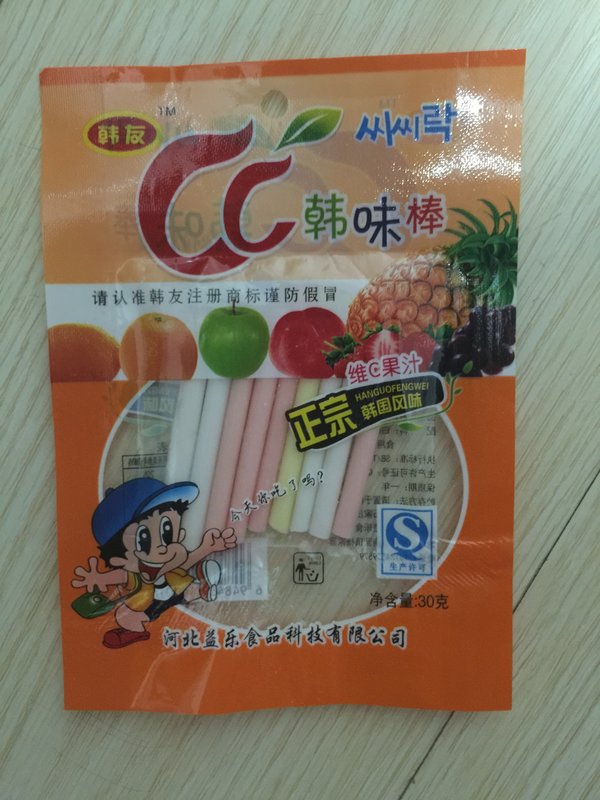 韩友
TM
CC
씨씨락
韩味棒
请认准韩友注册商标谨防假冒
维C果汁
正宗
HANGUOFENGWEI
韩国风味
今天你吃了吗?
生产许可
净含量:30克
河北益乐食品科技有限公司